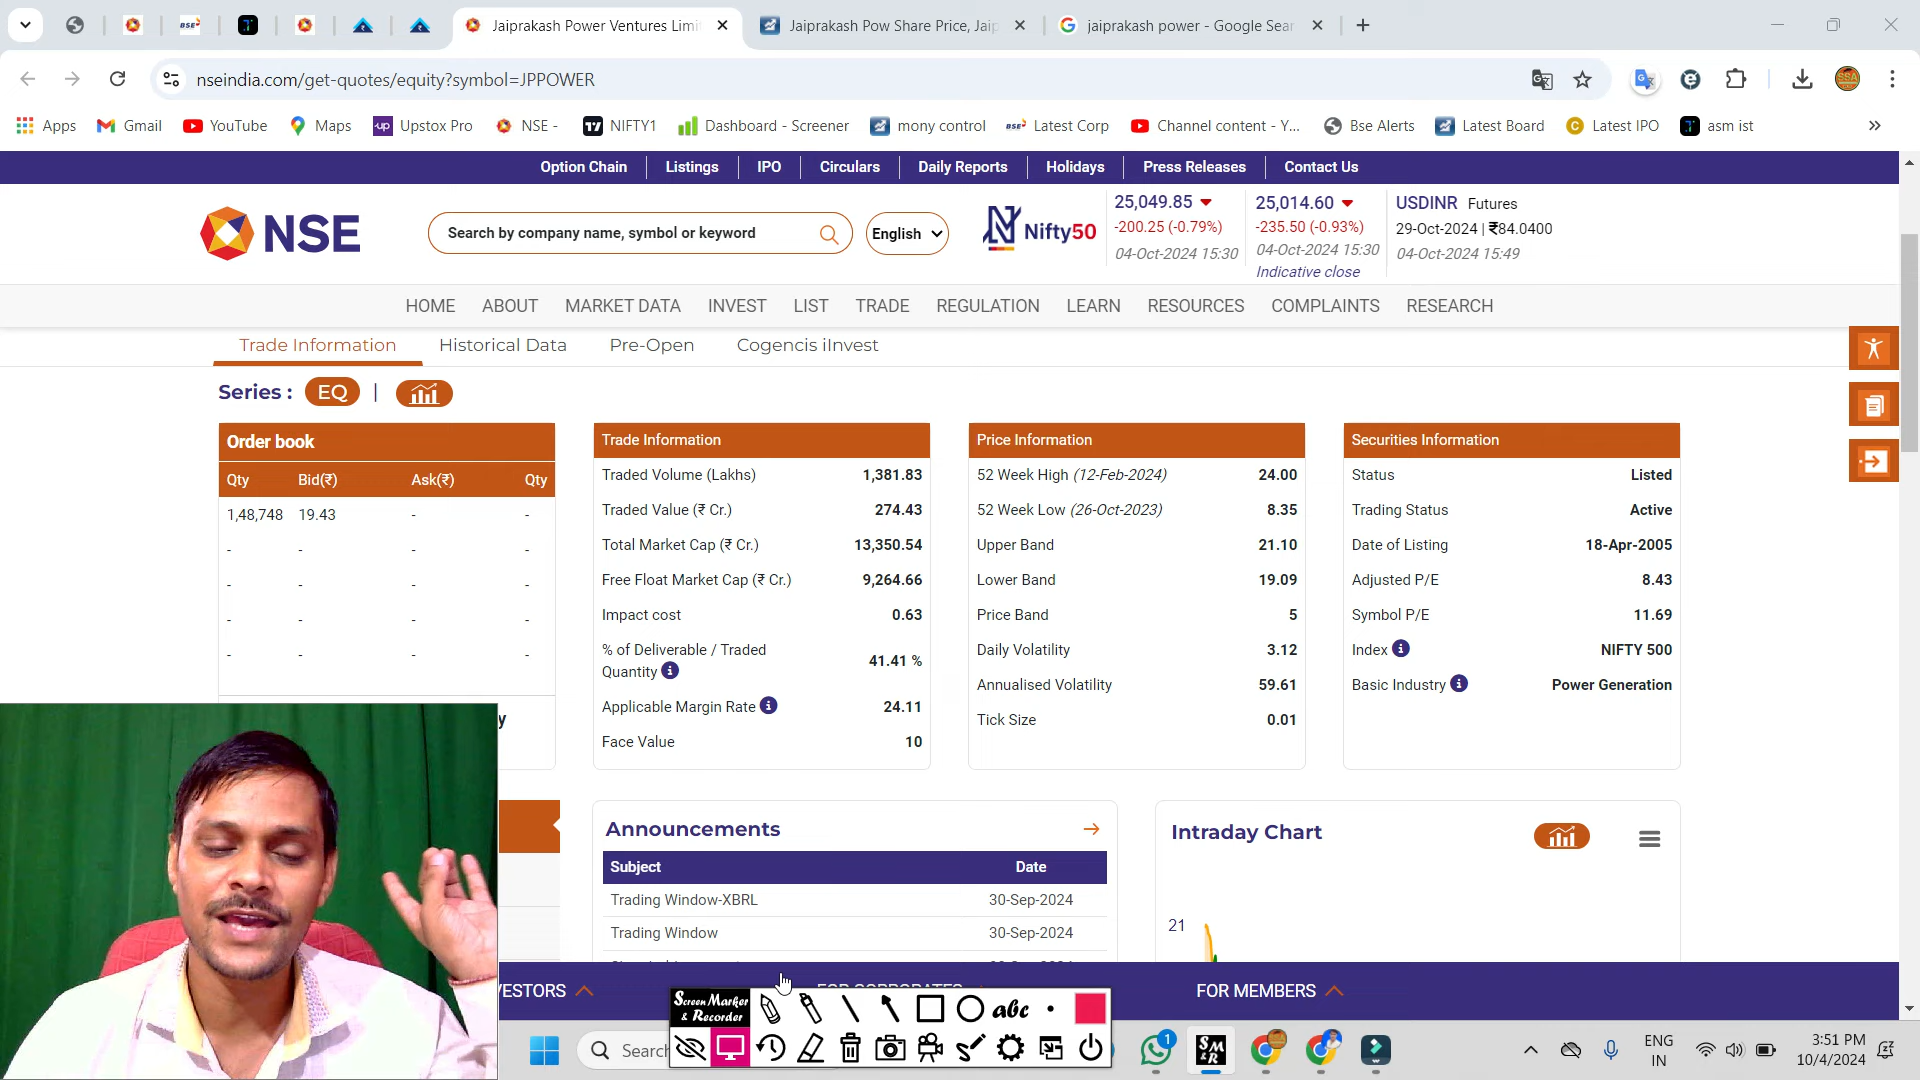 Jaiprakash Power Ventures Limi
Jaiprakash Pow Share Price, Jaip
jaiprakash power - Google Sear
nseindia.com/get-quotes/equity?symbol=JPPOWER
Apps
Gmail
YouTube
Maps
up
Upstox Pro
NSE -
NIFTY1
Dashboard - Screener
mony control
BSE
Latest Corp
Channel content - Y...
Bse Alerts
Latest Board
Latest IPO
asm ist
Option Chain
Listings
IPO
Circulars
Daily Reports
Holidays
Press Releases
Contact Us
NSE
Search by company name, symbol or keyword
English
Nifty50
25,049.85
-200.25 (-0.79%)
04-Oct-2024 15:30
25,014.60
-235.50 (-0.93%)
04-Oct-2024 15:30
Indicative close
USDINR Futures
29-Oct-2024 | ₹84.0400
04-Oct-2024 15:49
HOME
ABOUT
MARKET DATA
INVEST
LIST
TRADE
REGULATION
LEARN
RESOURCES
COMPLAINTS
RESEARCH
Trade Information
Historical Data
Pre-Open
Cogencis iInvest
Series : EQ |
Order book
Qty Bid(₹) Ask(₹) Qty
1,48,748 19.43 - -
- - - -
- - - -
- - - -
- - - -
y
Trade Information
Traded Volume (Lakhs) 1,381.83
Traded Value (₹ Cr.) 274.43
Total Market Cap (₹ Cr.) 13,350.54
Free Float Market Cap (₹ Cr.) 9,264.66
Impact cost 0.63
% of Deliverable / Traded
Quantity 41.41 %
Applicable Margin Rate 24.11
Face Value 10
Price Information
52 Week High (12-Feb-2024) 24.00
52 Week Low (26-Oct-2023) 8.35
Upper Band 21.10
Lower Band 19.09
Price Band 5
Daily Volatility 3.12
Annualised Volatility 59.61
Tick Size 0.01
Securities Information
Status Listed
Trading Status Active
Date of Listing 18-Apr-2005
Adjusted P/E 8.43
Symbol P/E 11.69
Index NIFTY 500
Basic Industry Power Generation
Announcements
Subject Date
Trading Window-XBRL 30-Sep-2024
Trading Window 30-Sep-2024
Intraday Chart
21
VESTORS
FOR CORPORATES
FOR MEMBERS
Screen Marker
& Recorder
abc
Search
1
SM
&R
ENG
IN
3:51 PM
10/4/2024